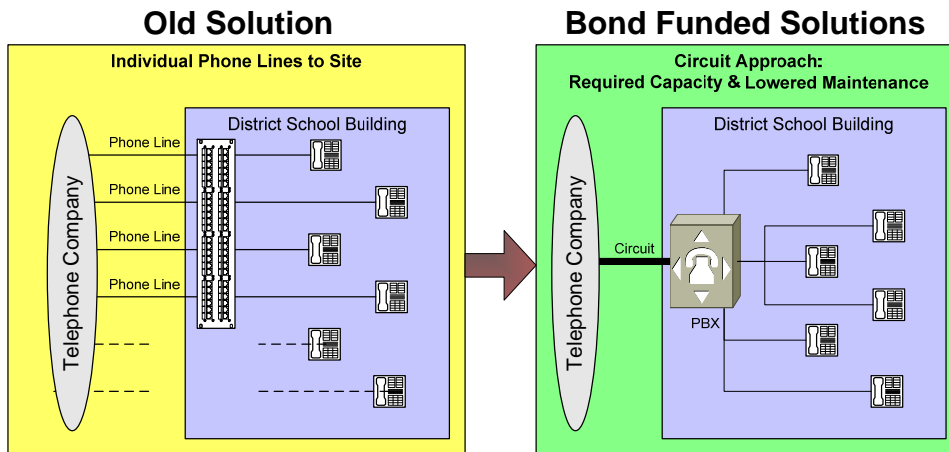 Old Solution
Individual Phone Lines to Site
Telephone Company
District School Building
Phone Line
Phone Line
Phone Line
Phone Line
Bond Funded Solutions
Circuit Approach:
Required Capacity & Lowered Maintenance
Telephone Company
District School Building
Circuit
PBX